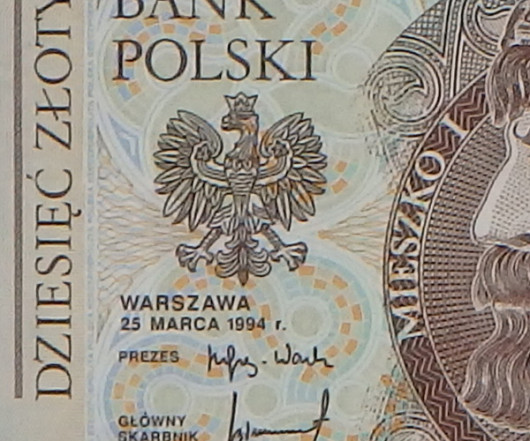 BANK
POLSKI
DZIESIĘĆ ZŁOTY
MIESZKO I
WARSZAWA
25 MARCA 1994 r.
PREZES
GŁÓWNY
SKARBNIK